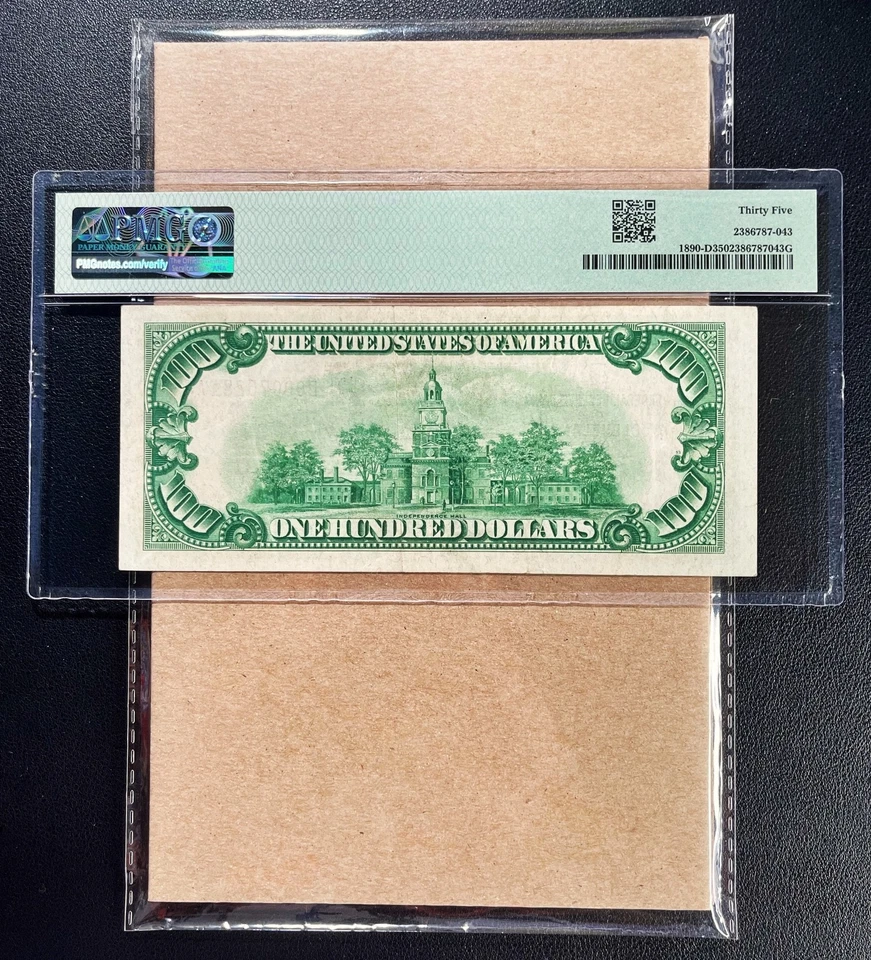 PMG
PAPER MONEY GUARANTY
PMGnotes.com/verify
Thirty Five
2386787-043
1890-D3502386787043G
THE UNITED STATES OF AMERICA
100
100
INDEPENDENCE HALL
100
100
ONE HUNDRED DOLLARS